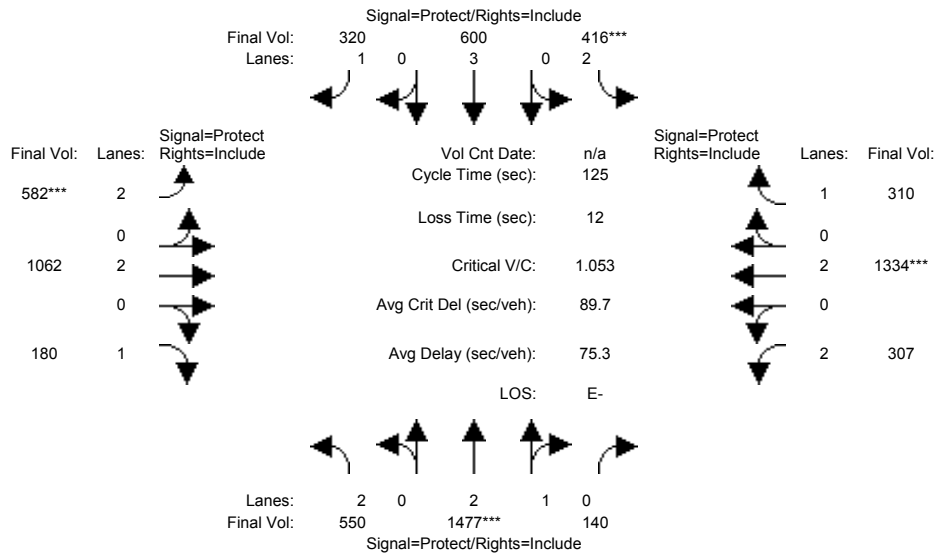 Signal=Protect/Rights=Include
Final Vol: 320 600 416***
Lanes: 1 0 3 0 2
Signal=Protect
Final Vol: Lanes: Rights=Include
Vol Cnt Date: n/a
Signal=Protect
Rights=Include Lanes: Final Vol:
Cycle Time (sec): 125
582*** 2
1 310
Loss Time (sec): 12
0
0
1062 2
Critical V/C: 1.053
2 1334***
0
Avg Crit Del (sec/veh): 89.7
0
180 1
Avg Delay (sec/veh): 75.3
2 307
LOS: E-
Lanes: 2 0 2 1 0
Final Vol: 550 1477*** 140
Signal=Protect/Rights=Include